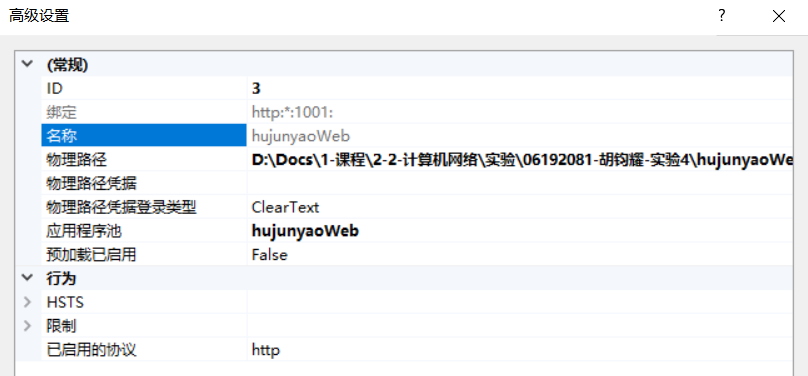 高级设置 ?
(常规)
ID 3
绑定 http:*:1001:
名称 hujunyaoWeb
物理路径 D:\Docs\1-课程\2-2-计算机网络\实验\06192081-胡钧耀-实验4\hujunyaoWe
物理路径凭据
物理路径凭据登录类型 ClearText
应用程序池 hujunyaoWeb
预加载已启用 False
行为
HSTS
限制
已启用的协议 http